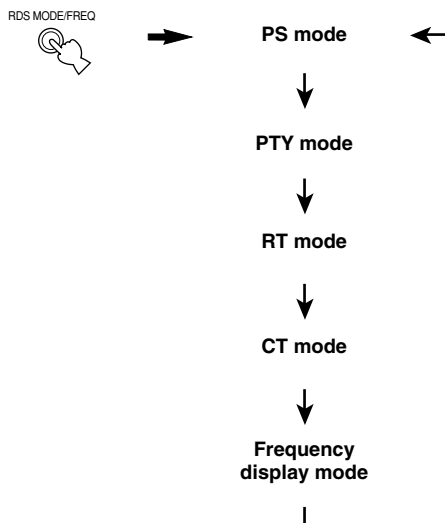 RDS MODE/FREQ
PS mode
PTY mode
RT mode
CT mode
Frequency
display mode